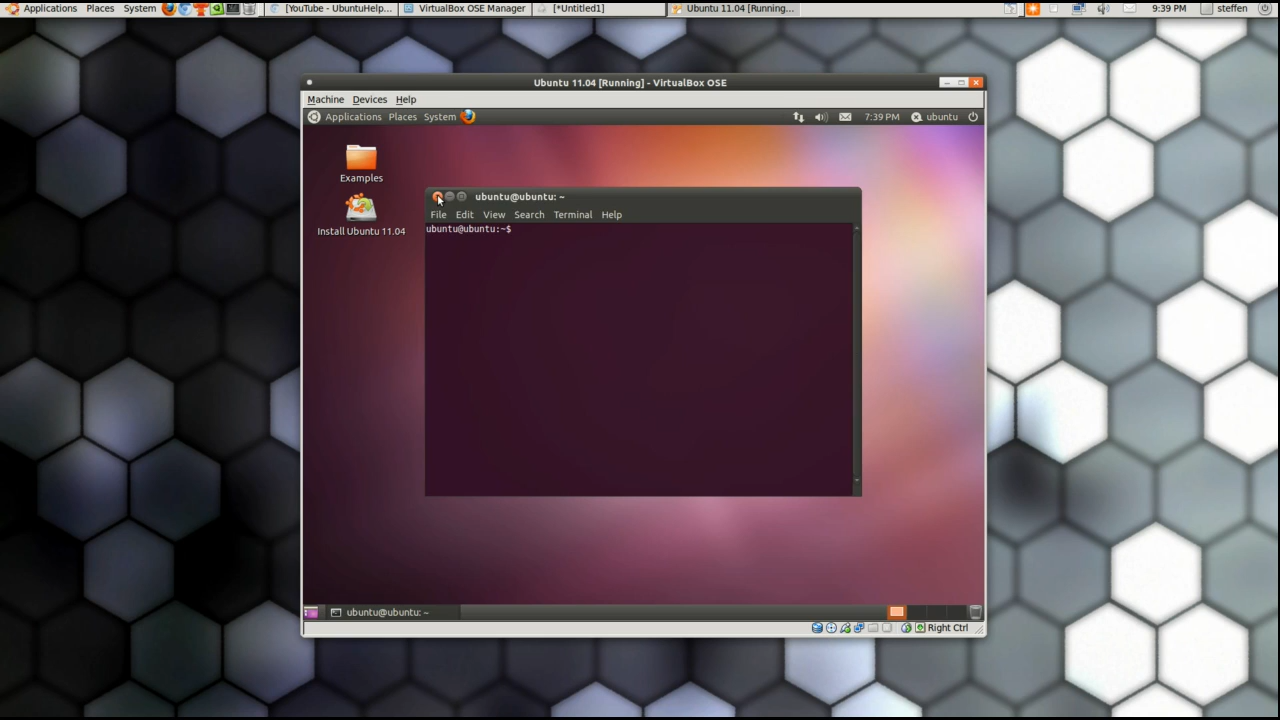 Applications Places System [YouTube - UbuntuHelp... VirtualBox OSE Manager [*Untitled1] Ubuntu 11.04 [Running... 9:39 PM steffen
Ubuntu 11.04 [Running] - VirtualBox OSE
Machine Devices Help
Applications Places System 7:39 PM ubuntu
Examples
Install Ubuntu 11.04
ubuntu@ubuntu: ~
File Edit View Search Terminal Help
ubuntu@ubuntu:~$
ubuntu@ubuntu: ~
Right Ctrl